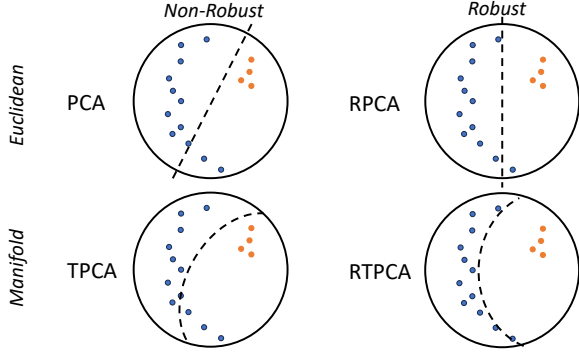 Non-Robust
Robust
Euclidean
PCA
RPCA
Manifold
TPCA
RTPCA